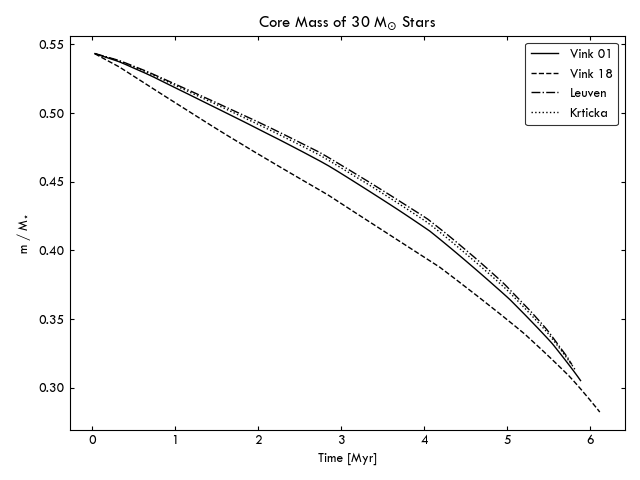 Core Mass of 30 M⊙ Stars
0.55
0.50
0.45
0.40
0.35
0.30
m / M⋆
Vink 01
Vink 18
Leuven
Krticka
0 1 2 3 4 5 6
Time [Myr]